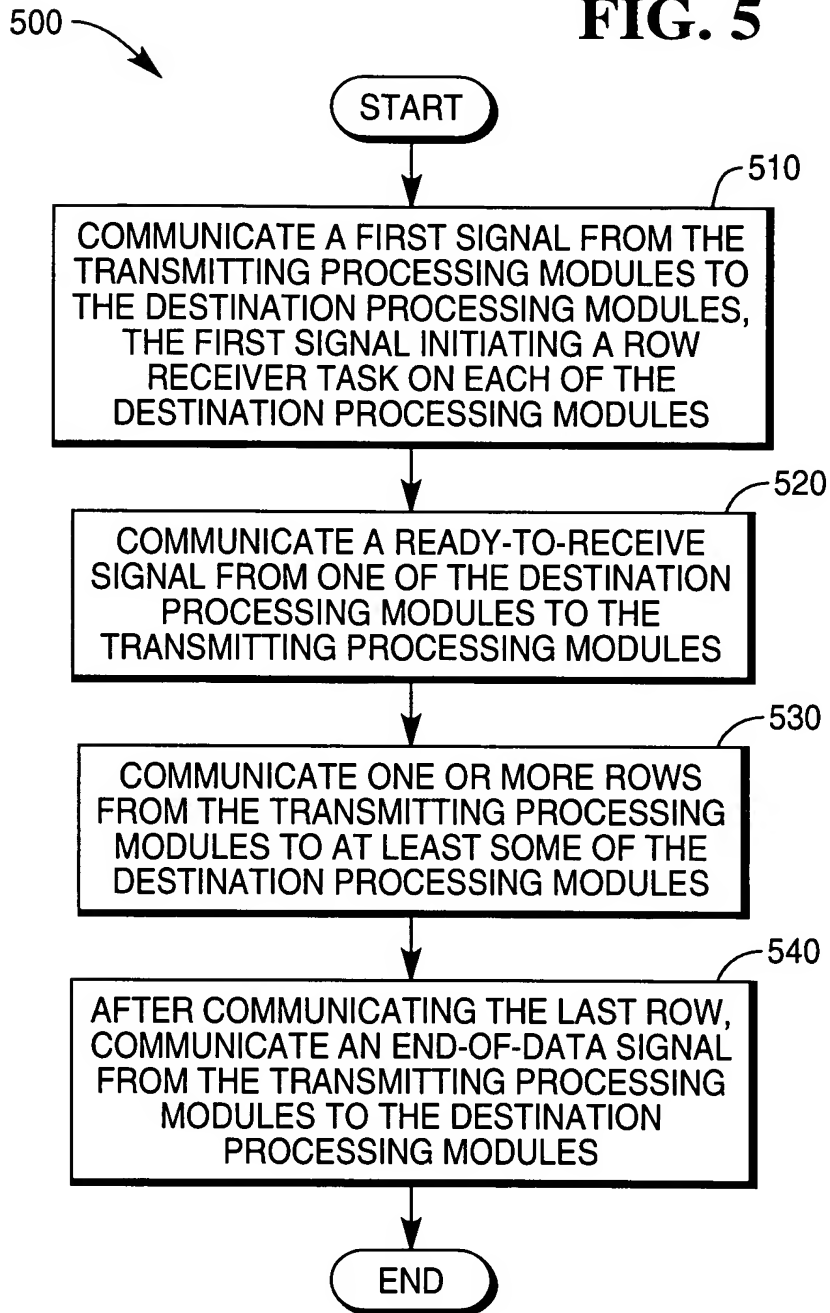 500
FIG. 5
START
510
COMMUNICATE A FIRST SIGNAL FROM THE
TRANSMITTING PROCESSING MODULES TO
THE DESTINATION PROCESSING MODULES,
THE FIRST SIGNAL INITIATING A ROW
RECEIVER TASK ON EACH OF THE
DESTINATION PROCESSING MODULES
520
COMMUNICATE A READY-TO-RECEIVE
SIGNAL FROM ONE OF THE DESTINATION
PROCESSING MODULES TO THE
TRANSMITTING PROCESSING MODULES
530
COMMUNICATE ONE OR MORE ROWS
FROM THE TRANSMITTING PROCESSING
MODULES TO AT LEAST SOME OF THE
DESTINATION PROCESSING MODULES
540
AFTER COMMUNICATING THE LAST ROW,
COMMUNICATE AN END-OF-DATA SIGNAL
FROM THE TRANSMITTING PROCESSING
MODULES TO THE DESTINATION
PROCESSING MODULES
END